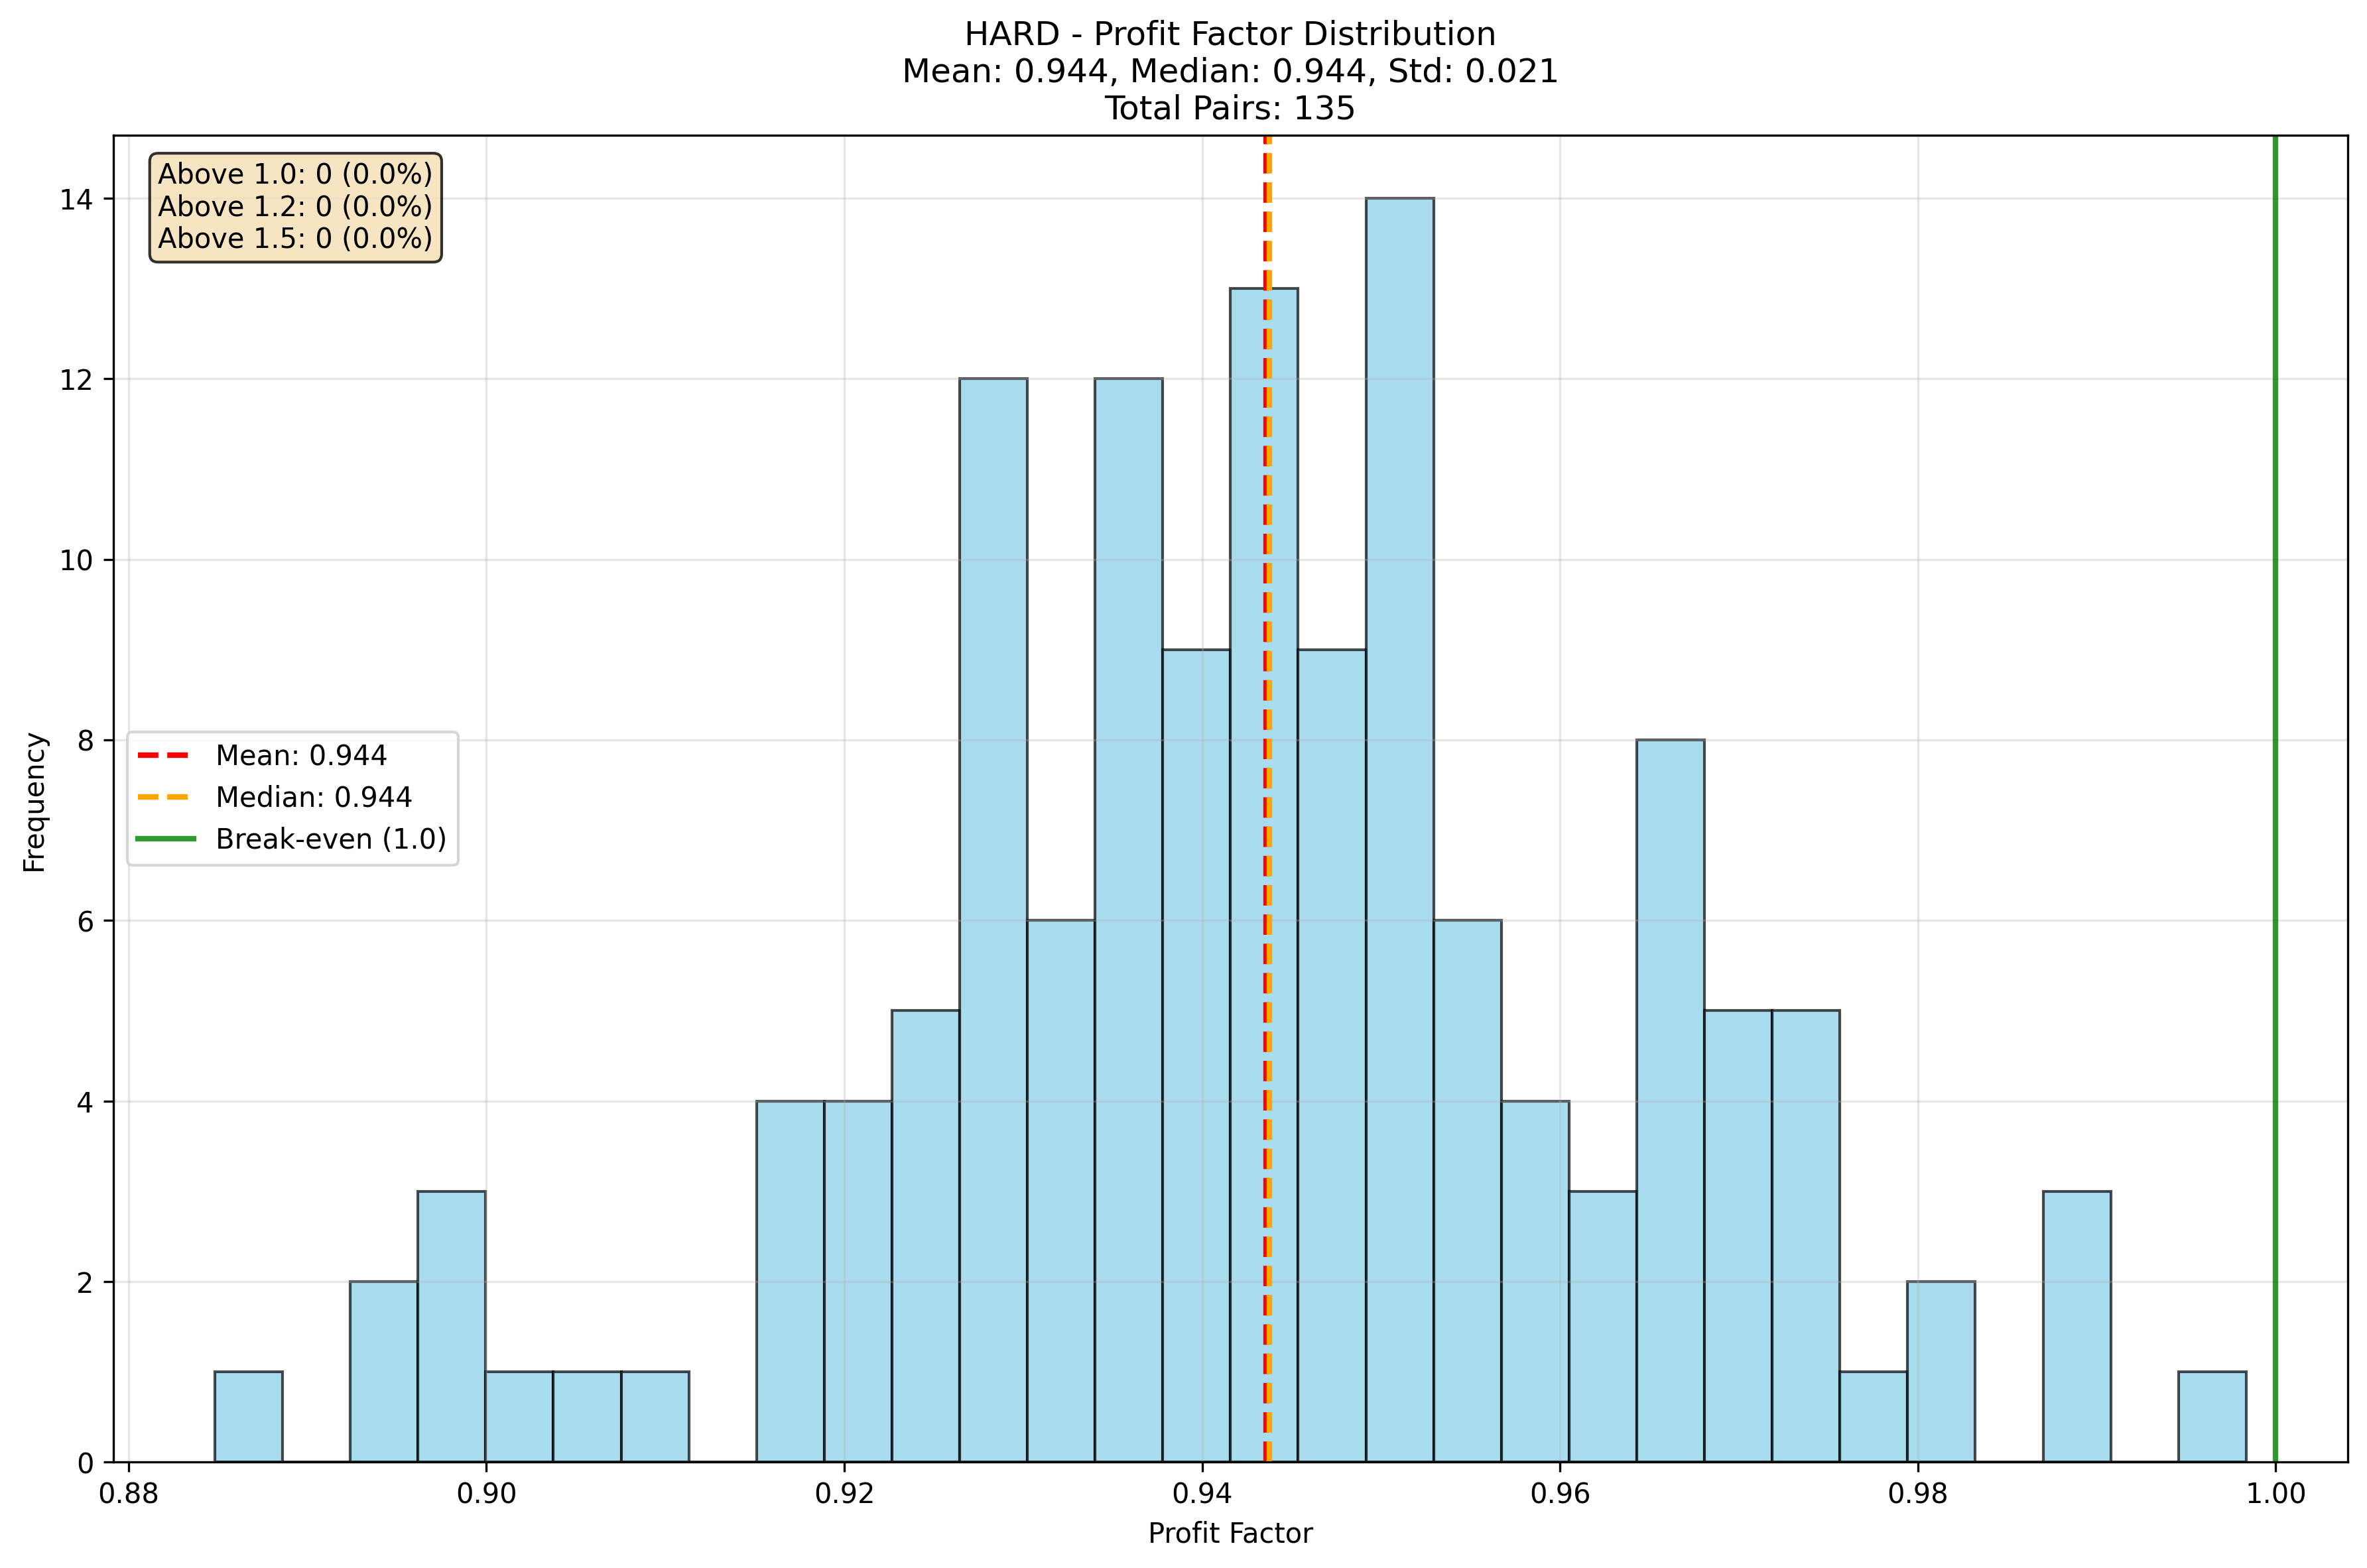 HARD - Profit Factor Distribution
Mean: 0.944, Median: 0.944, Std: 0.021
Total Pairs: 135
Above 1.0: 0 (0.0%)
Above 1.2: 0 (0.0%)
Above 1.5: 0 (0.0%)
14
12
10
8
6
4
2
0
Frequency
Mean: 0.944
Median: 0.944
Break-even (1.0)
0.88
0.90
0.92
0.94
0.96
0.98
1.00
Profit Factor